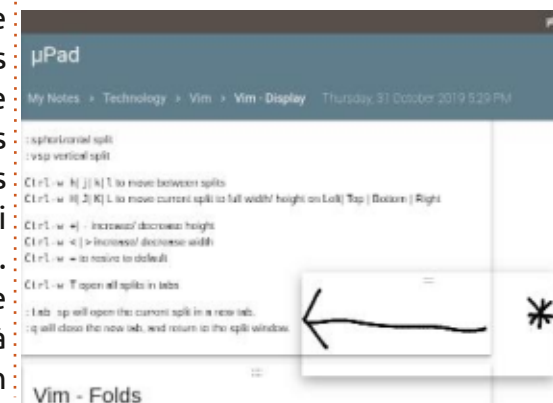 µPad
My Notes > Technology > Vim > Vim - Display Thursday, 31 October 2019 5:29 PM
:sp horizontal split
:vsp vertical split
Ctrl-w h| j| k| l to move between splits
Ctrl-w H| J| K| L to move current split to full width/ height on Left| Top | Bottom | Right
Ctrl-w +| - increase/ decrease height
Ctrl-w < | > increase/ decrease width
Ctrl-w = to resize to default
Ctrl-w T open all splits in tabs
:tab sp will open the current split in a new tab.
:q will close the new tab, and return to the split window.
Vim - Folds